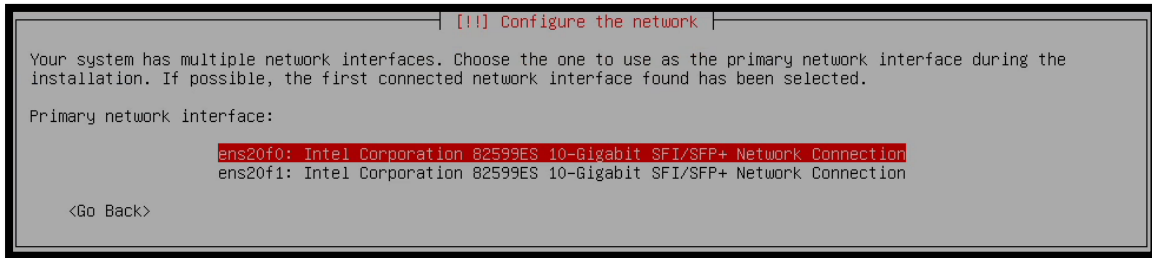 [!!] Configure the network
Your system has multiple network interfaces. Choose the one to use as the primary network interface during the
installation. If possible, the first connected network interface found has been selected.
Primary network interface:
ens20f0: Intel Corporation 82599ES 10-Gigabit SFI/SFP+ Network Connection
ens20f1: Intel Corporation 82599ES 10-Gigabit SFI/SFP+ Network Connection
<Go Back>